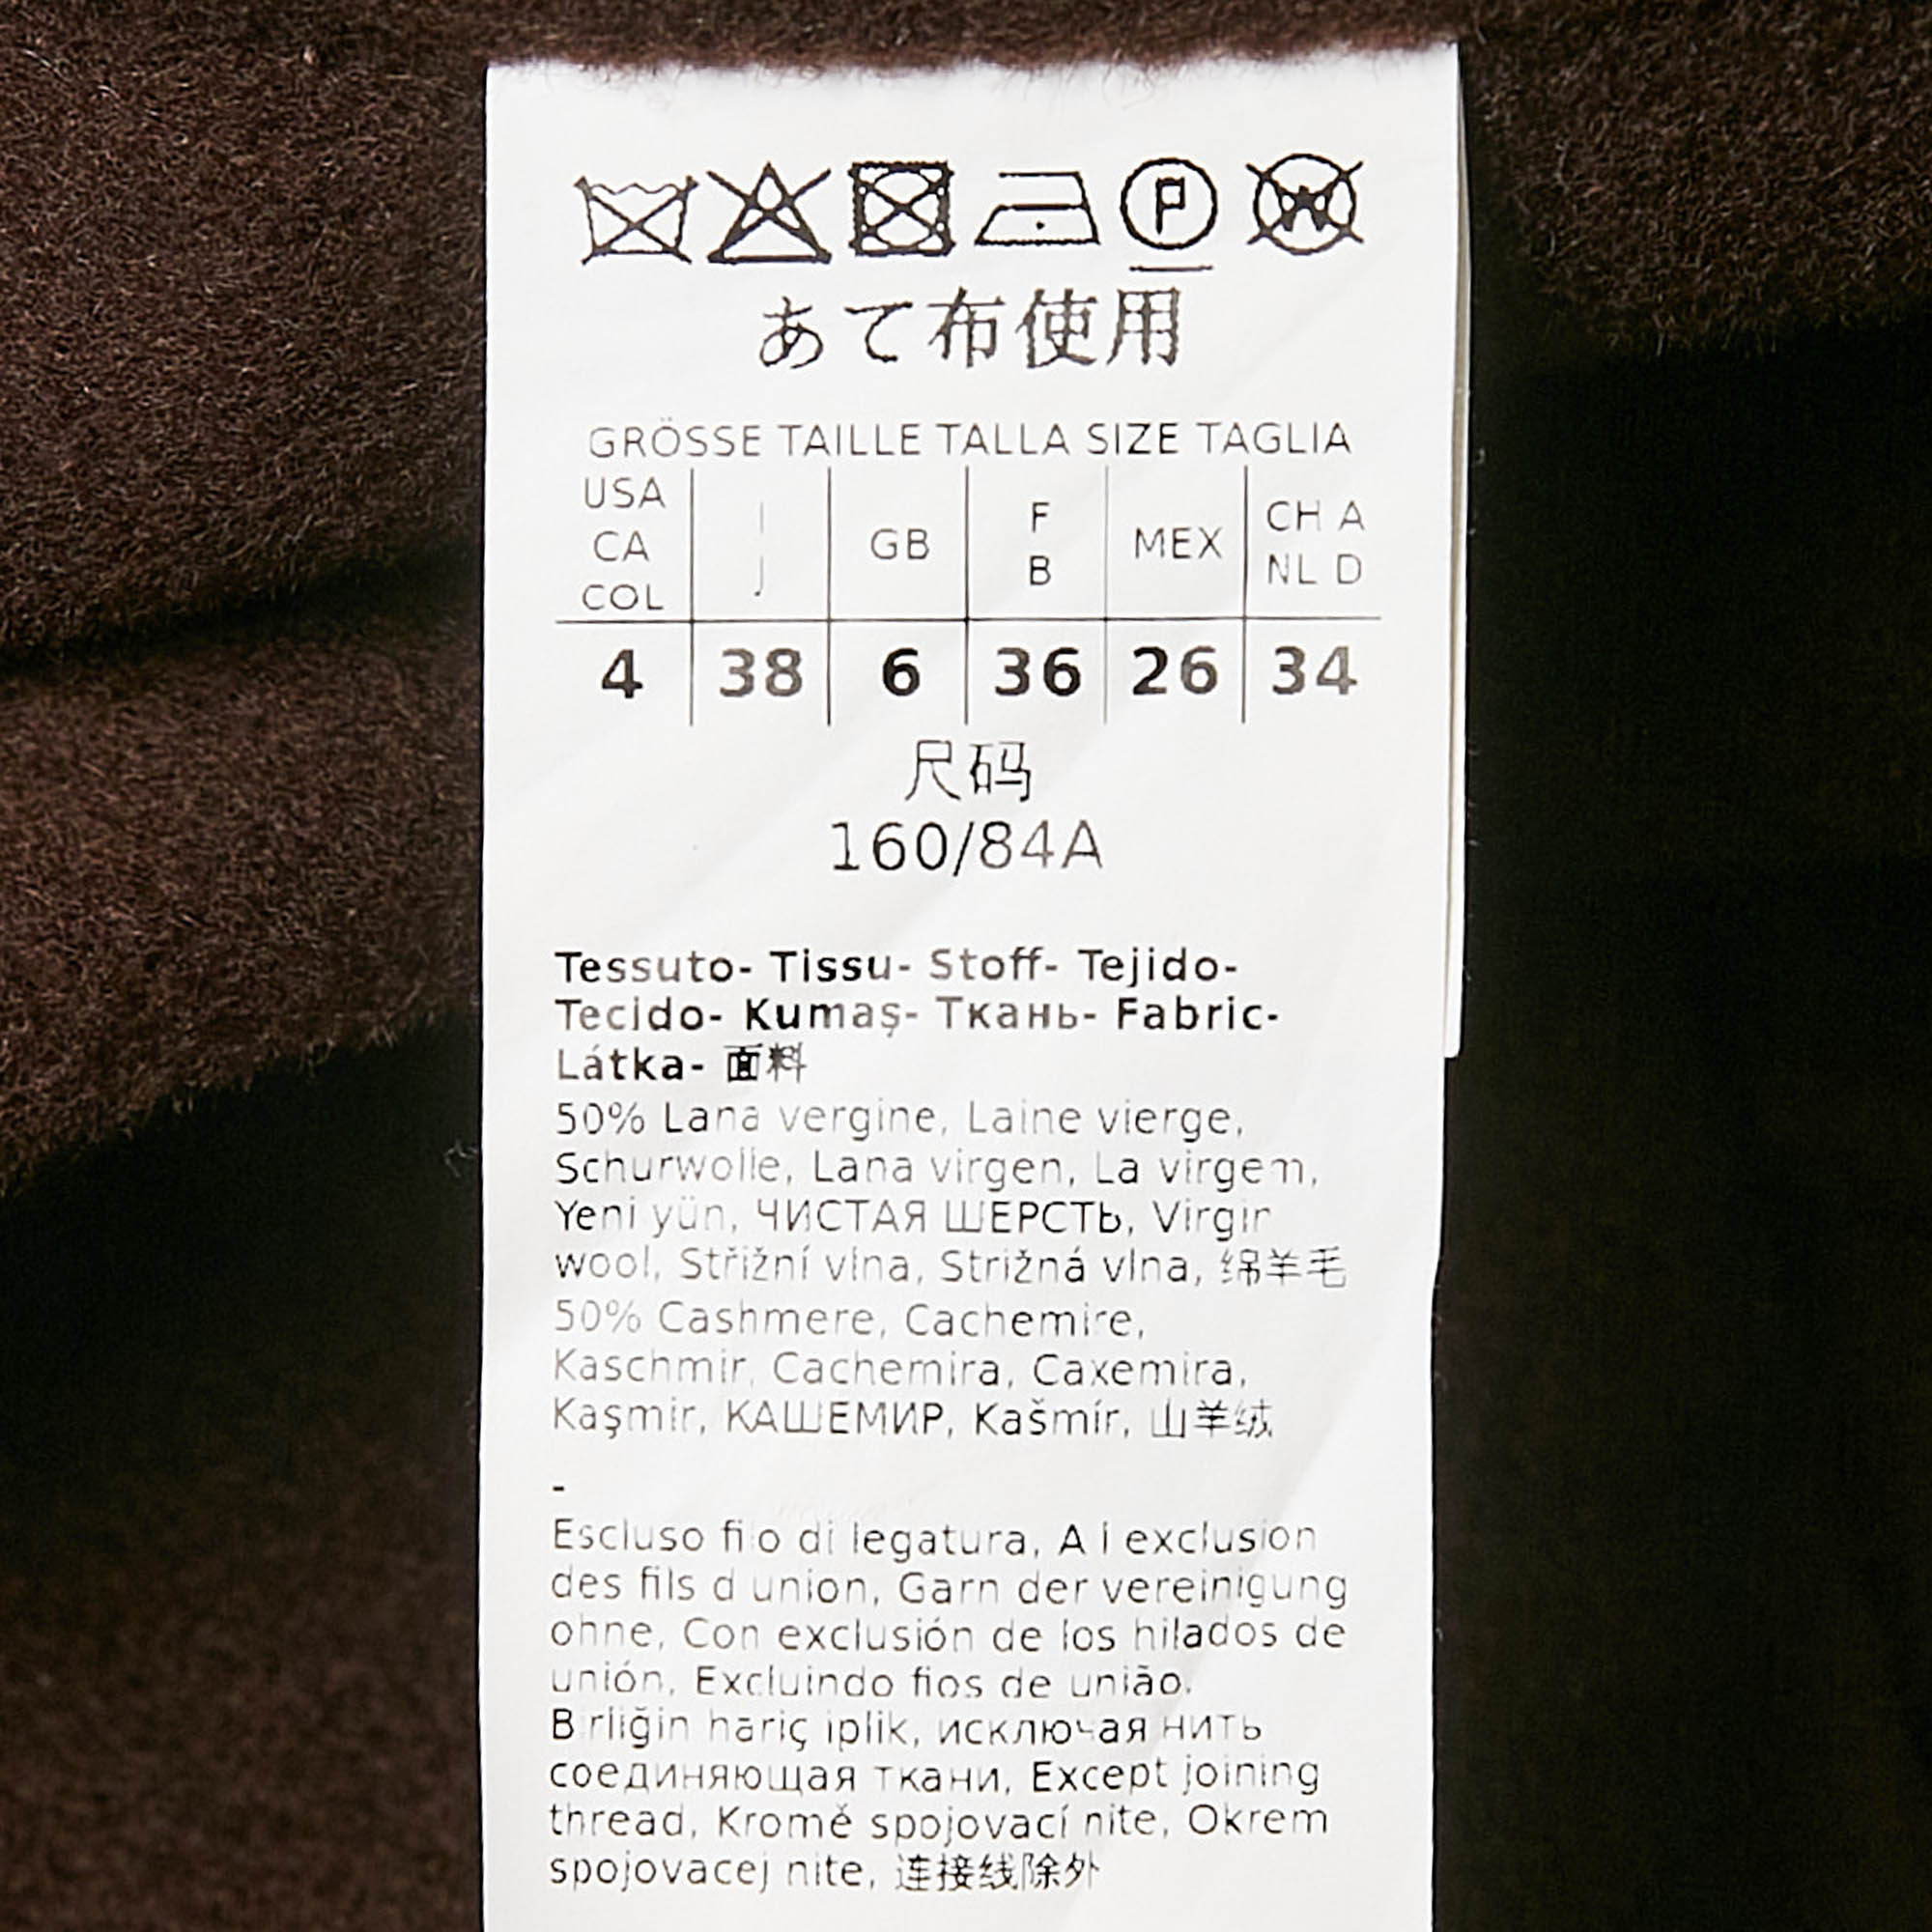 P W
あて布使用
GRÖSSE TAILLE TALLA SIZE TAGLIA
USA CA COL I J GB F B MEX CH A NL D
4 38 6 36 26 34
尺码
160/84A
Tessuto- Tissu- Stoff- Tejido-
Tecido- Kumaş- Ткань- Fabric-
Látka- 面料
50% Lana vergine, Laine vierge,
Schurwolle, Lana virgen, La virgem,
Yeni yün, ЧИСТАЯ ШЕРСТЬ, Virgin
wool, Střižní vlna, Strižná vlna, 绵羊毛
50% Cashmere, Cachemire,
Kaschmir, Cachemira, Caxemira,
Kaşmir, КАШЕМИР, Kašmír, 山羊绒
-
Escluso filo di legatura, A l exclusion
des fils d union, Garn der vereinigung
ohne, Con exclusión de los hilados de
unión, Excluindo fios de união,
Birliğin hariç iplik, исключая нить
соединяющая ткани, Except joining
thread, Kromě spojovací nite, Okrem
spojovacej nite, 连接线除外